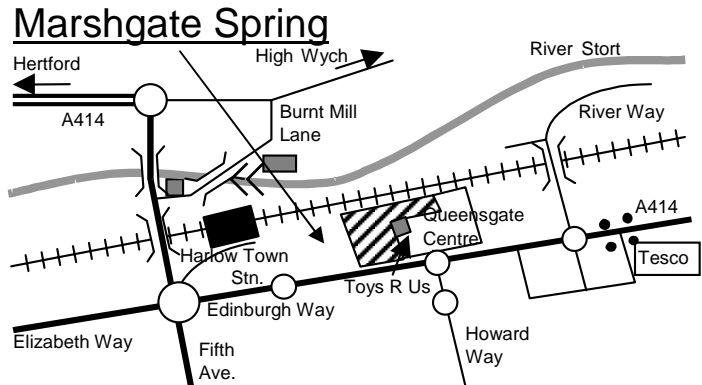 Marshgate Spring
Hertford
High Wych
River Stort
A414
Burnt Mill
Lane
River Way
A414
Queensgate
Centre
Harlow Town
Stn.
Tesco
Toys R Us
Edinburgh Way
Elizabeth Way
Fifth
Ave.
Howard
Way